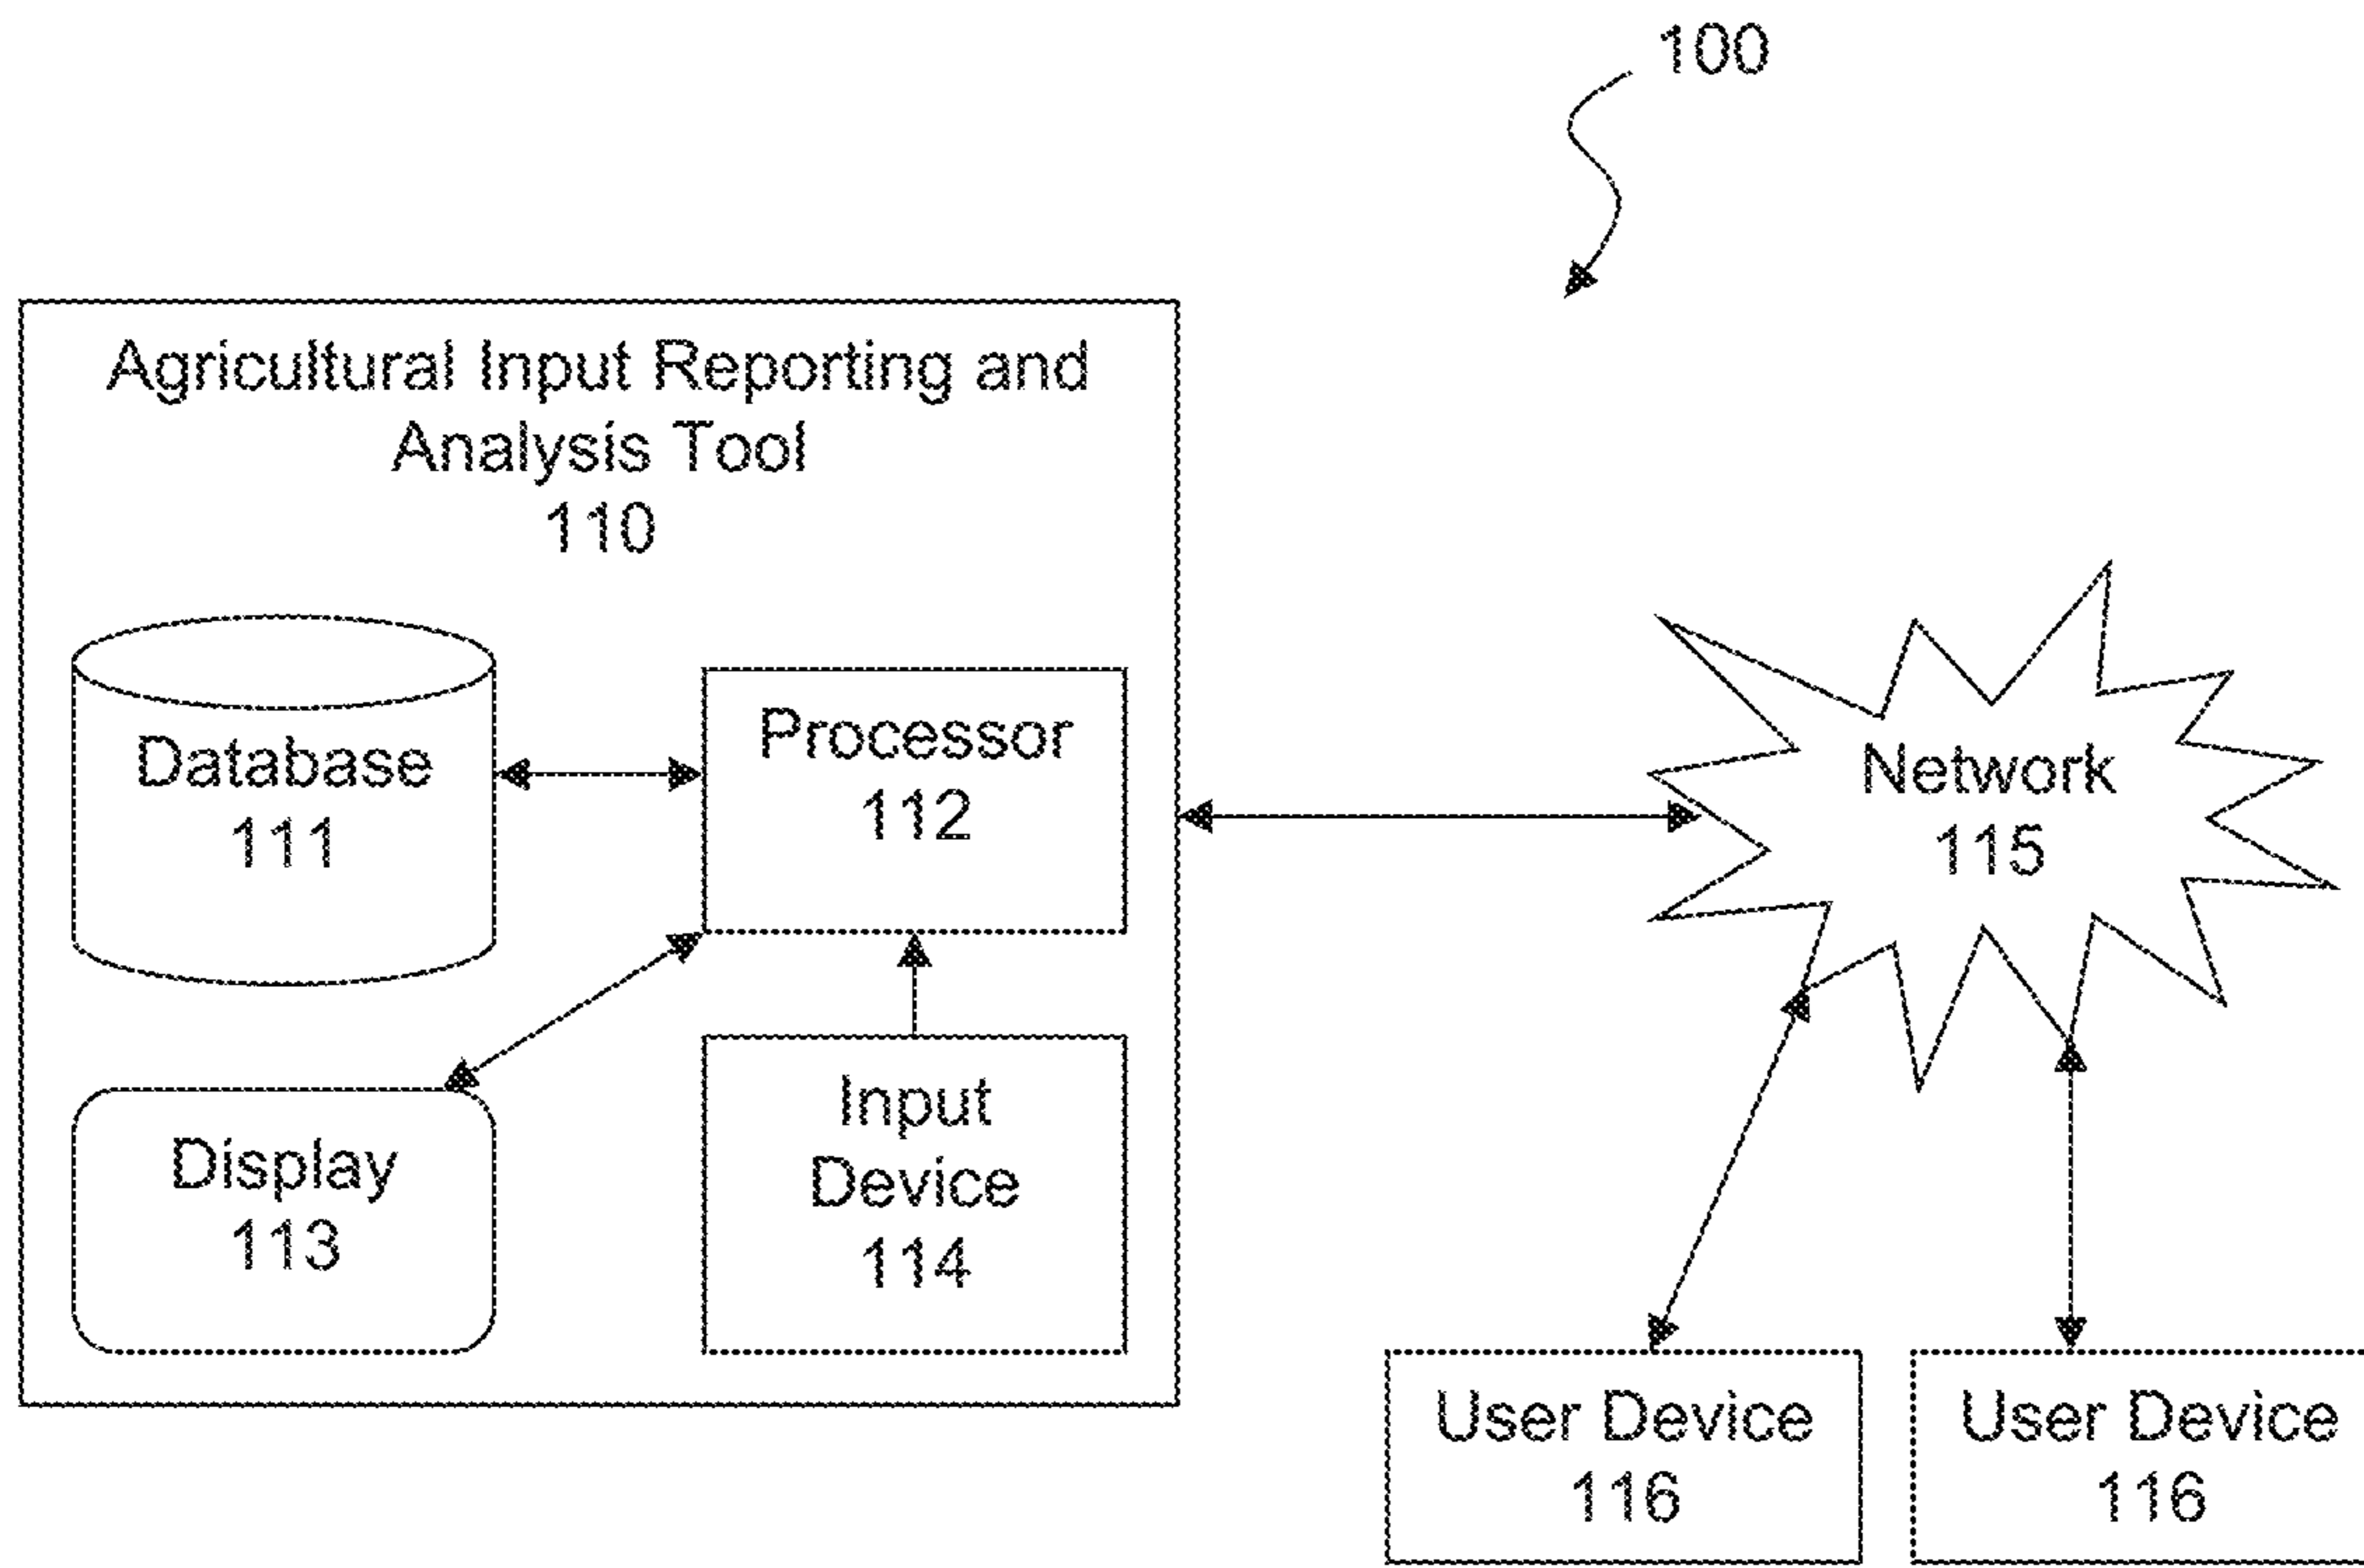 100
Agricultural Input Reporting and
Analysis Tool
110
Database
111
Processor
112
Network
115
Display
113
Input
Device
114
User Device
116
User Device
116